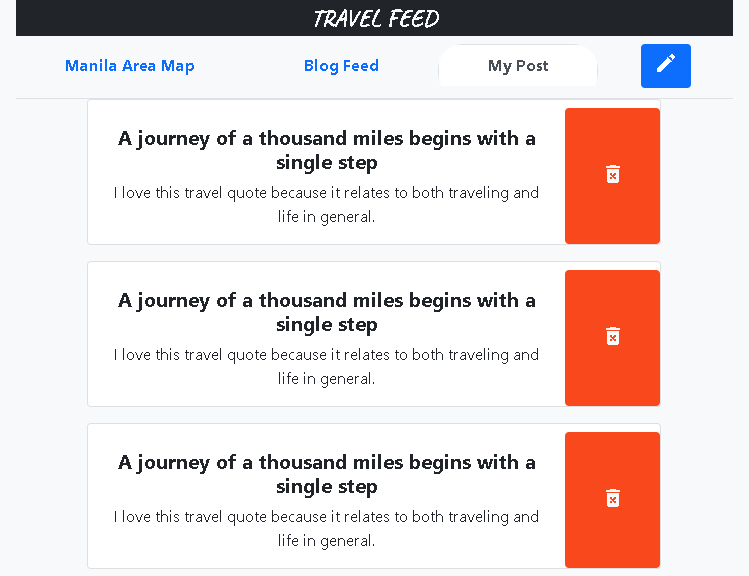 TRAVEL FEED
Manila Area Map
Blog Feed
My Post
A journey of a thousand miles begins with a
single step
I love this travel quote because it relates to both traveling and
life in general.
A journey of a thousand miles begins with a
single step
I love this travel quote because it relates to both traveling and
life in general.
A journey of a thousand miles begins with a
single step
I love this travel quote because it relates to both traveling and
life in general.